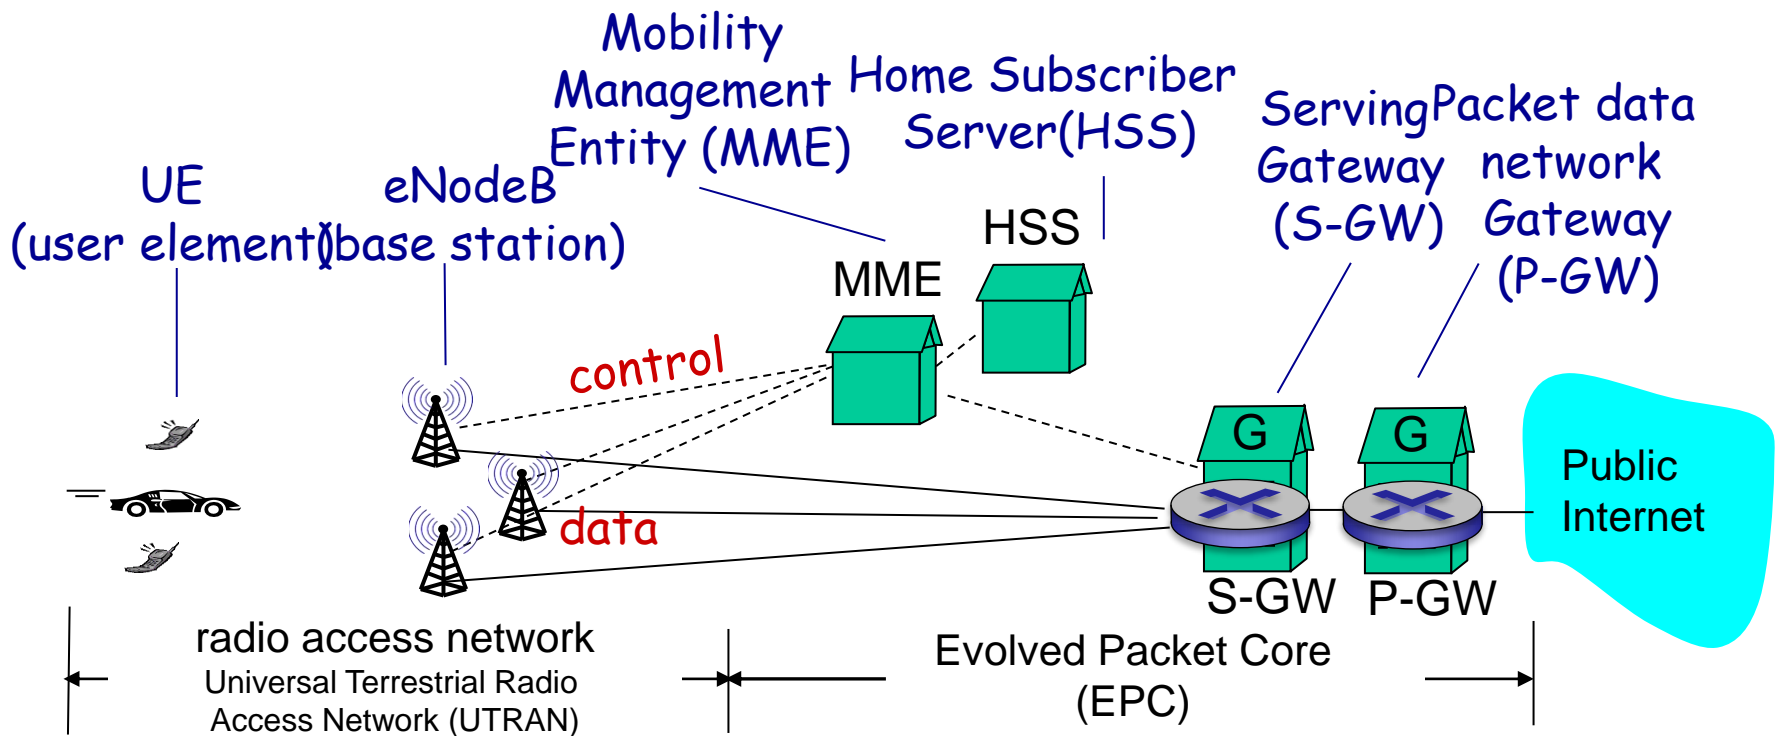 Mobility
Management
Entity (MME)
Home Subscriber
Server(HSS)
Serving
Gateway
(S-GW)
Packet data
network
Gateway
(P-GW)
UE
(user element)
eNodeB
(base station)
HSS
MME
control
data
G
G
Public
Internet
S-GW
P-GW
radio access network
Universal Terrestrial Radio
Access Network (UTRAN)
Evolved Packet Core
(EPC)